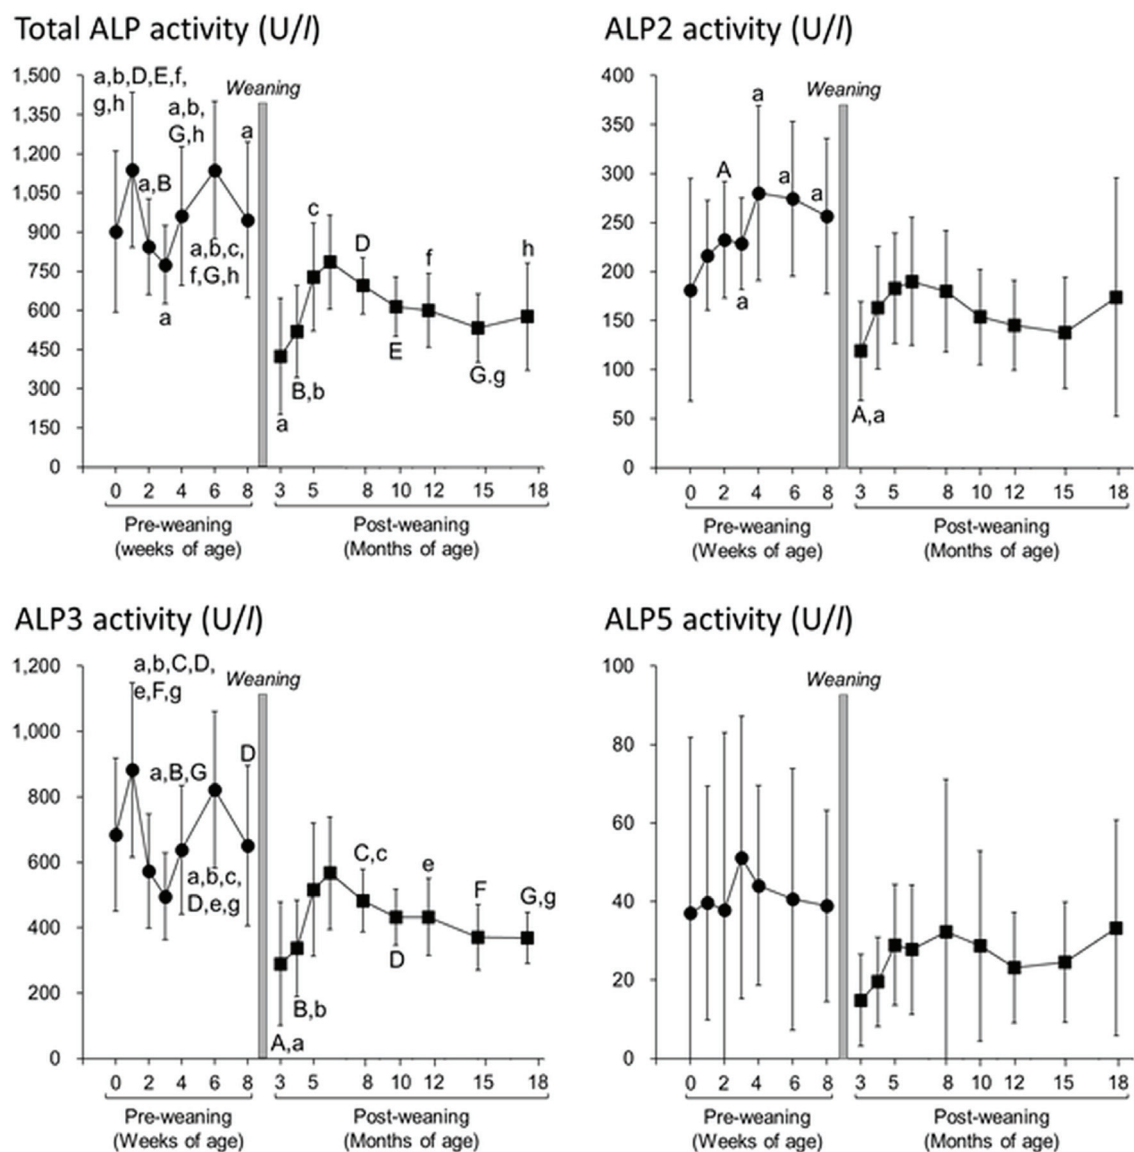 Total ALP activity (U/l)
1,500
1,350
1,200
1,050
900
750
600
450
300
150
0
a,b,D,E,f,
g,h
a,B
a
a,b,
G,h
a,b,c,
f,G,h
a
Weaning
a
B,b
c
D
E
f
G.g
h
0 2 4 6 8 3 5 8 10 12 15 18
Pre-weaning
(weeks of age)
Post-weaning
(Months of age)
ALP2 activity (U/l)
400
350
300
250
200
150
100
50
0
A
a
a
a
a
Weaning
A,a
0 2 4 6 8 3 5 8 10 12 15 18
Pre-weaning
(Weeks of age)
Post-weaning
(Months of age)
ALP3 activity (U/l)
1,200
1,000
800
600
400
200
0
a,b,C,D,
e,F,g
a,B,G
a,b,c,
D,e,g
D
Weaning
A,a
B,b
C,c
D
e
F
G,g
0 2 4 6 8 3 5 8 10 12 15 18
Pre-weaning
(Weeks of age)
Post-weaning
(Months of age)
ALP5 activity (U/l)
100
80
60
40
20
0
Weaning
0 2 4 6 8 3 5 8 10 12 15 18
Pre-weaning
(Weeks of age)
Post-weaning
(Months of age)